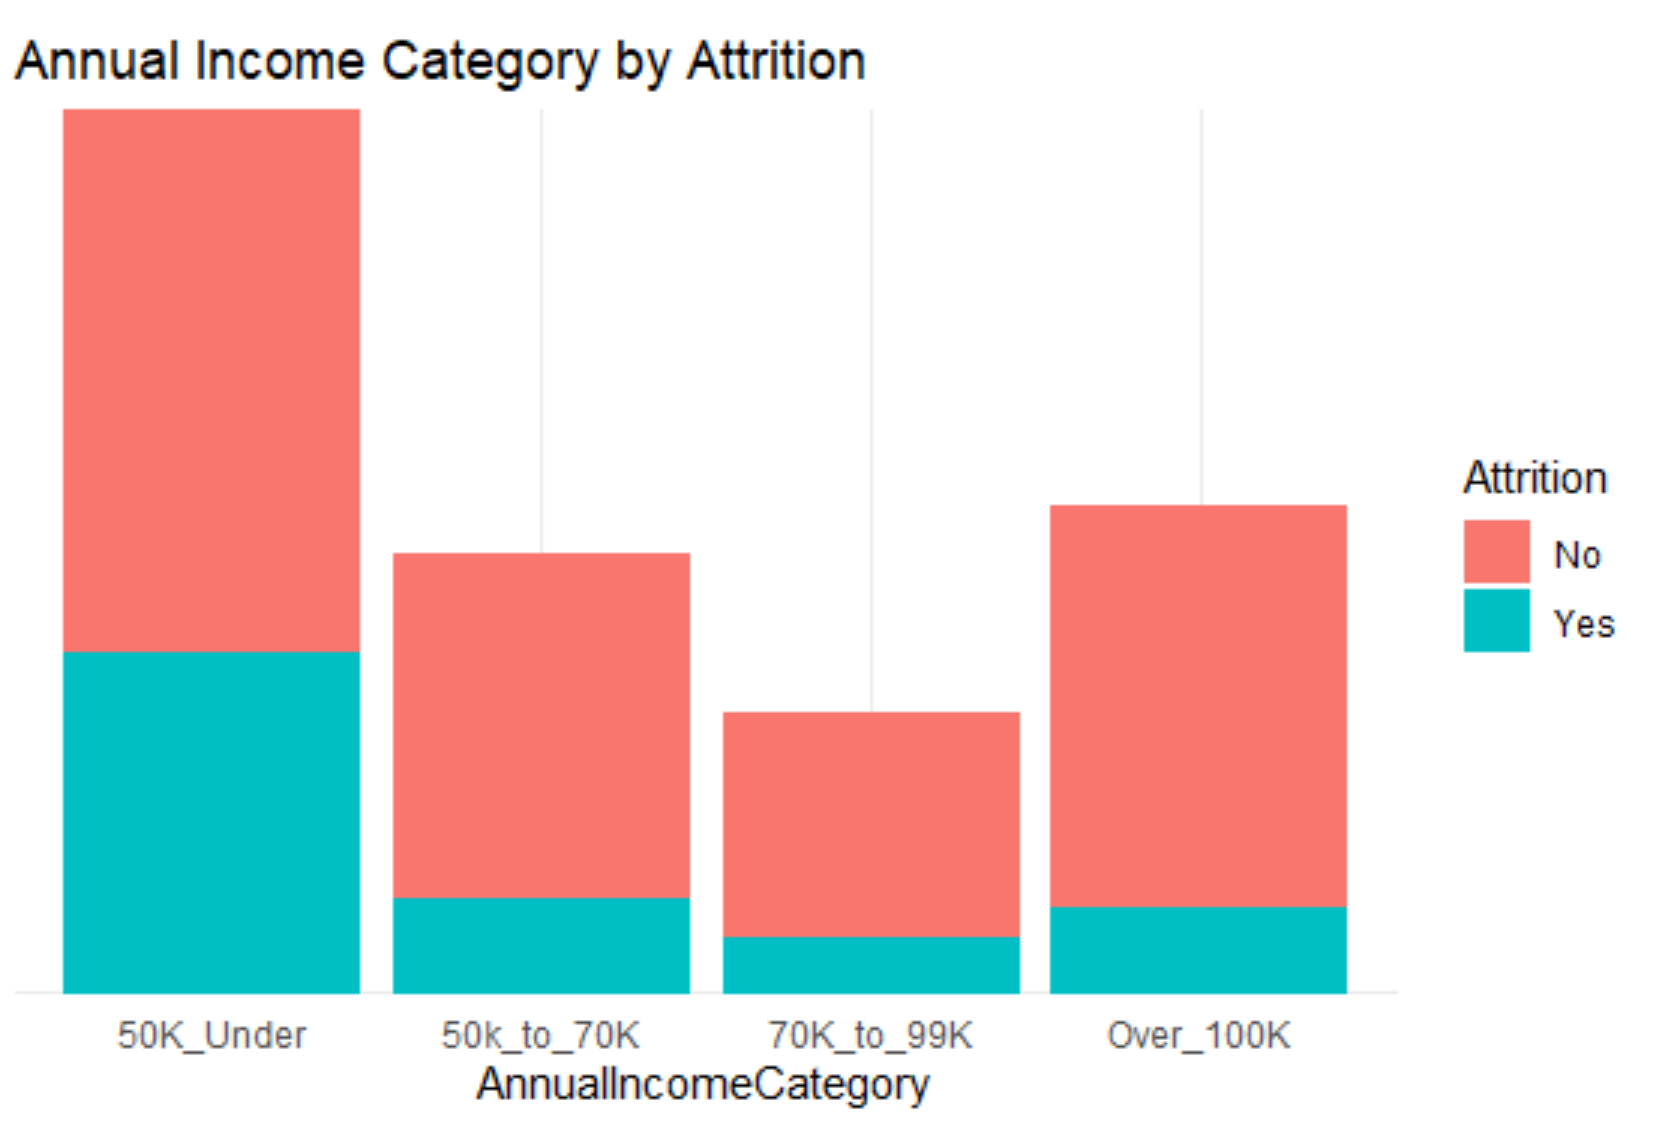 Annual Income Category by Attrition
Attrition
No
Yes
50K_Under
50k_to_70K
70K_to_99K
Over_100K
AnnualIncomeCategory